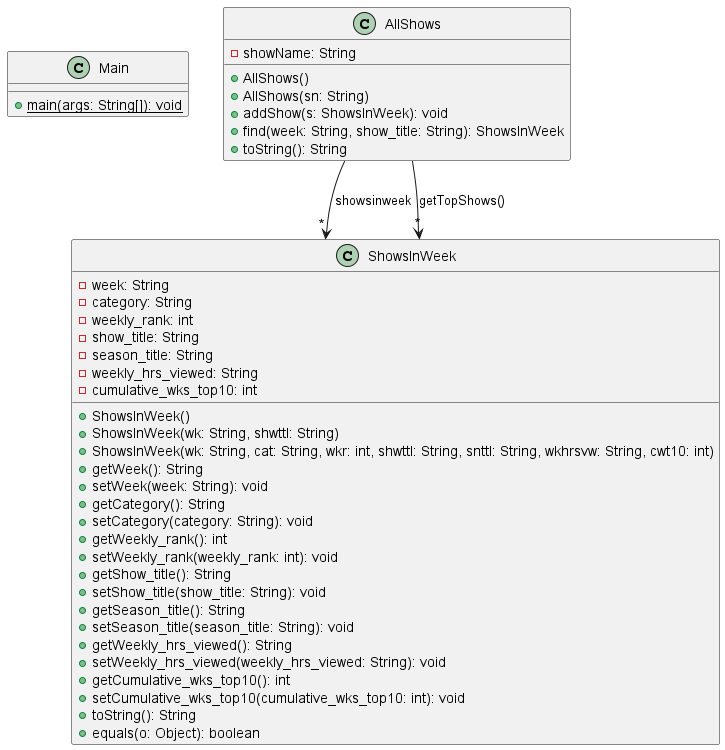 C Main
main(args: String[]): void
C AllShows
showName: String
AllShows()
AllShows(sn: String)
addShow(s: ShowsInWeek): void
find(week: String, show_title: String): ShowsInWeek
toString(): String
showsinweek
getTopShows()
*
*
C ShowsInWeek
week: String
category: String
weekly_rank: int
show_title: String
season_title: String
weekly_hrs_viewed: String
cumulative_wks_top10: int
ShowsInWeek()
ShowsInWeek(wk: String, shwttl: String)
ShowsInWeek(wk: String, cat: String, wkr: int, shwttl: String, snttl: String, wkhrsvw: String, cwt10: int)
getWeek(): String
setWeek(week: String): void
getCategory(): String
setCategory(category: String): void
getWeekly_rank(): int
setWeekly_rank(weekly_rank: int): void
getShow_title(): String
setShow_title(show_title: String): void
getSeason_title(): String
setSeason_title(season_title: String): void
getWeekly_hrs_viewed(): String
setWeekly_hrs_viewed(weekly_hrs_viewed: String): void
getCumulative_wks_top10(): int
setCumulative_wks_top10(cumulative_wks_top10: int): void
toString(): String
equals(o: Object): boolean